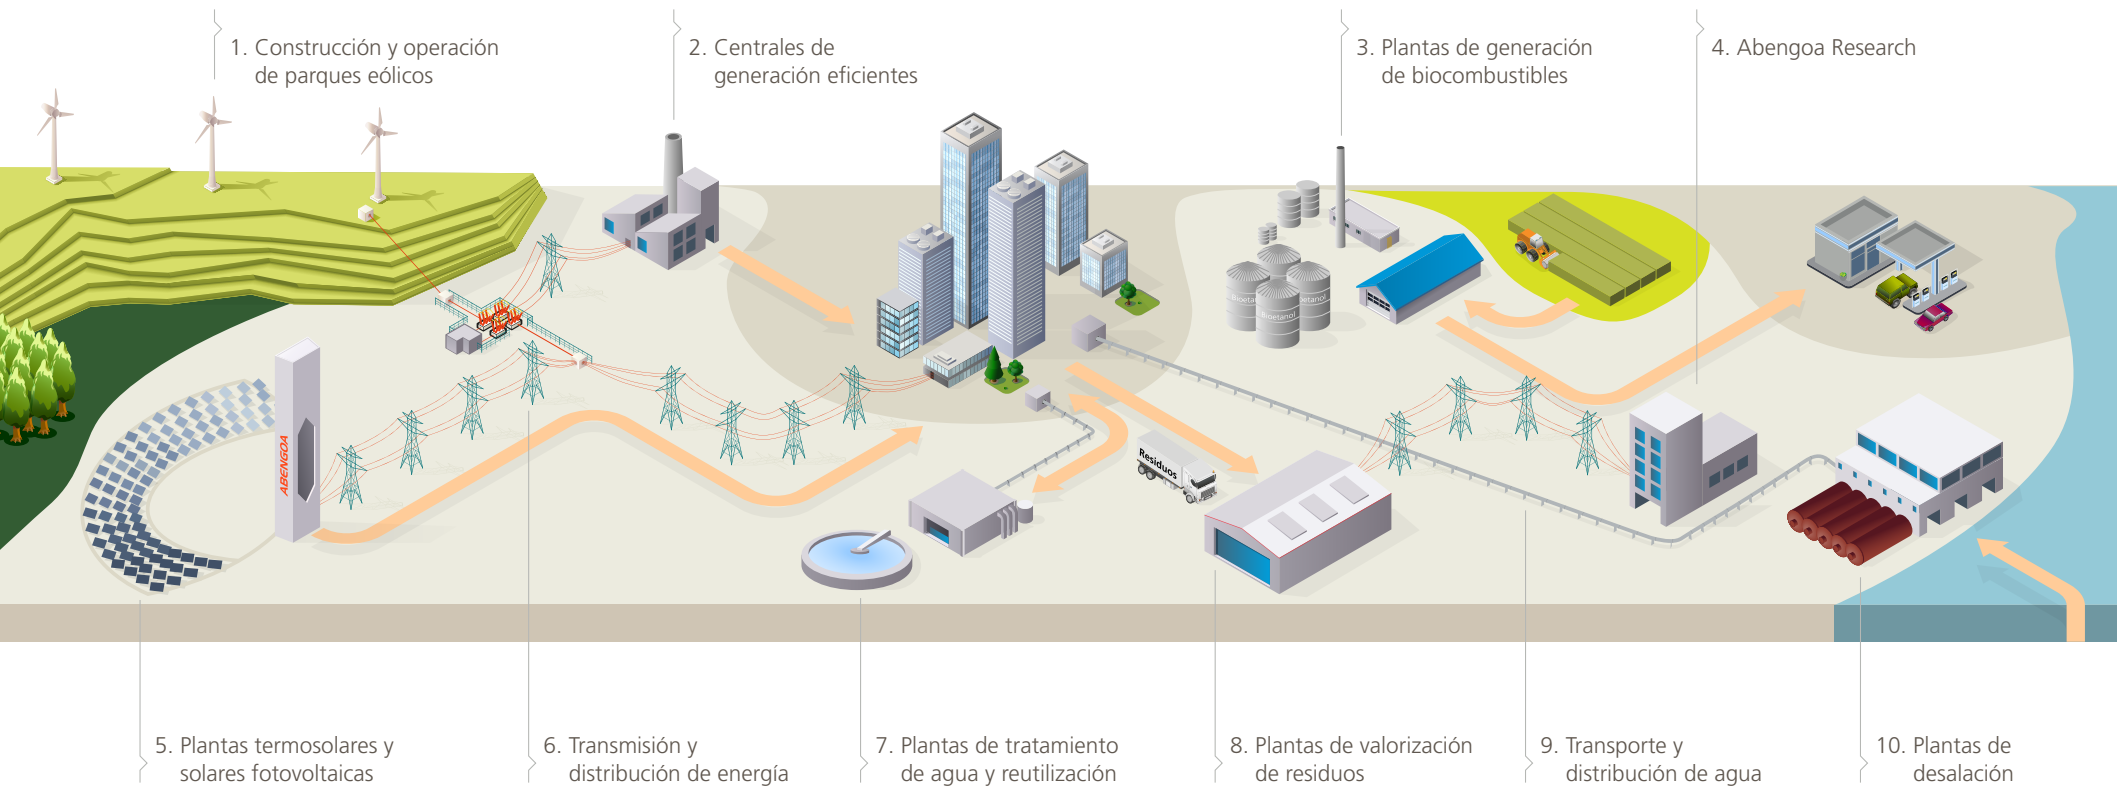 1. Construcción y operación
de parques eólicos
2. Centrales de
generación eficientes
3. Plantas de generación
de biocombustibles
4. Abengoa Research
Bioetanol
ABENGOA
Residuos
5. Plantas termosolares y
solares fotovoltaicas
6. Transmisión y
distribución de energía
7. Plantas de tratamiento
de agua y reutilización
8. Plantas de valorización
de residuos
9. Transporte y
distribución de agua
10. Plantas de
desalación